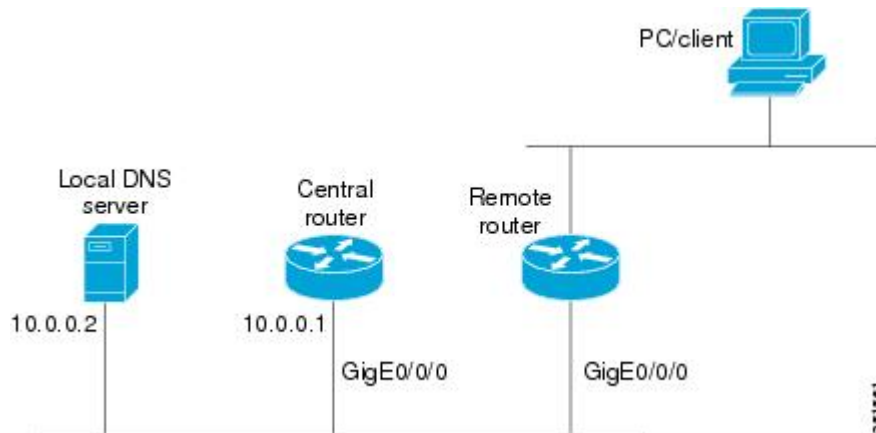 PC/client
Local DNS
server
Central
router
Remote
router
10.0.0.2
10.0.0.1
GigE0/0/0
GigE0/0/0